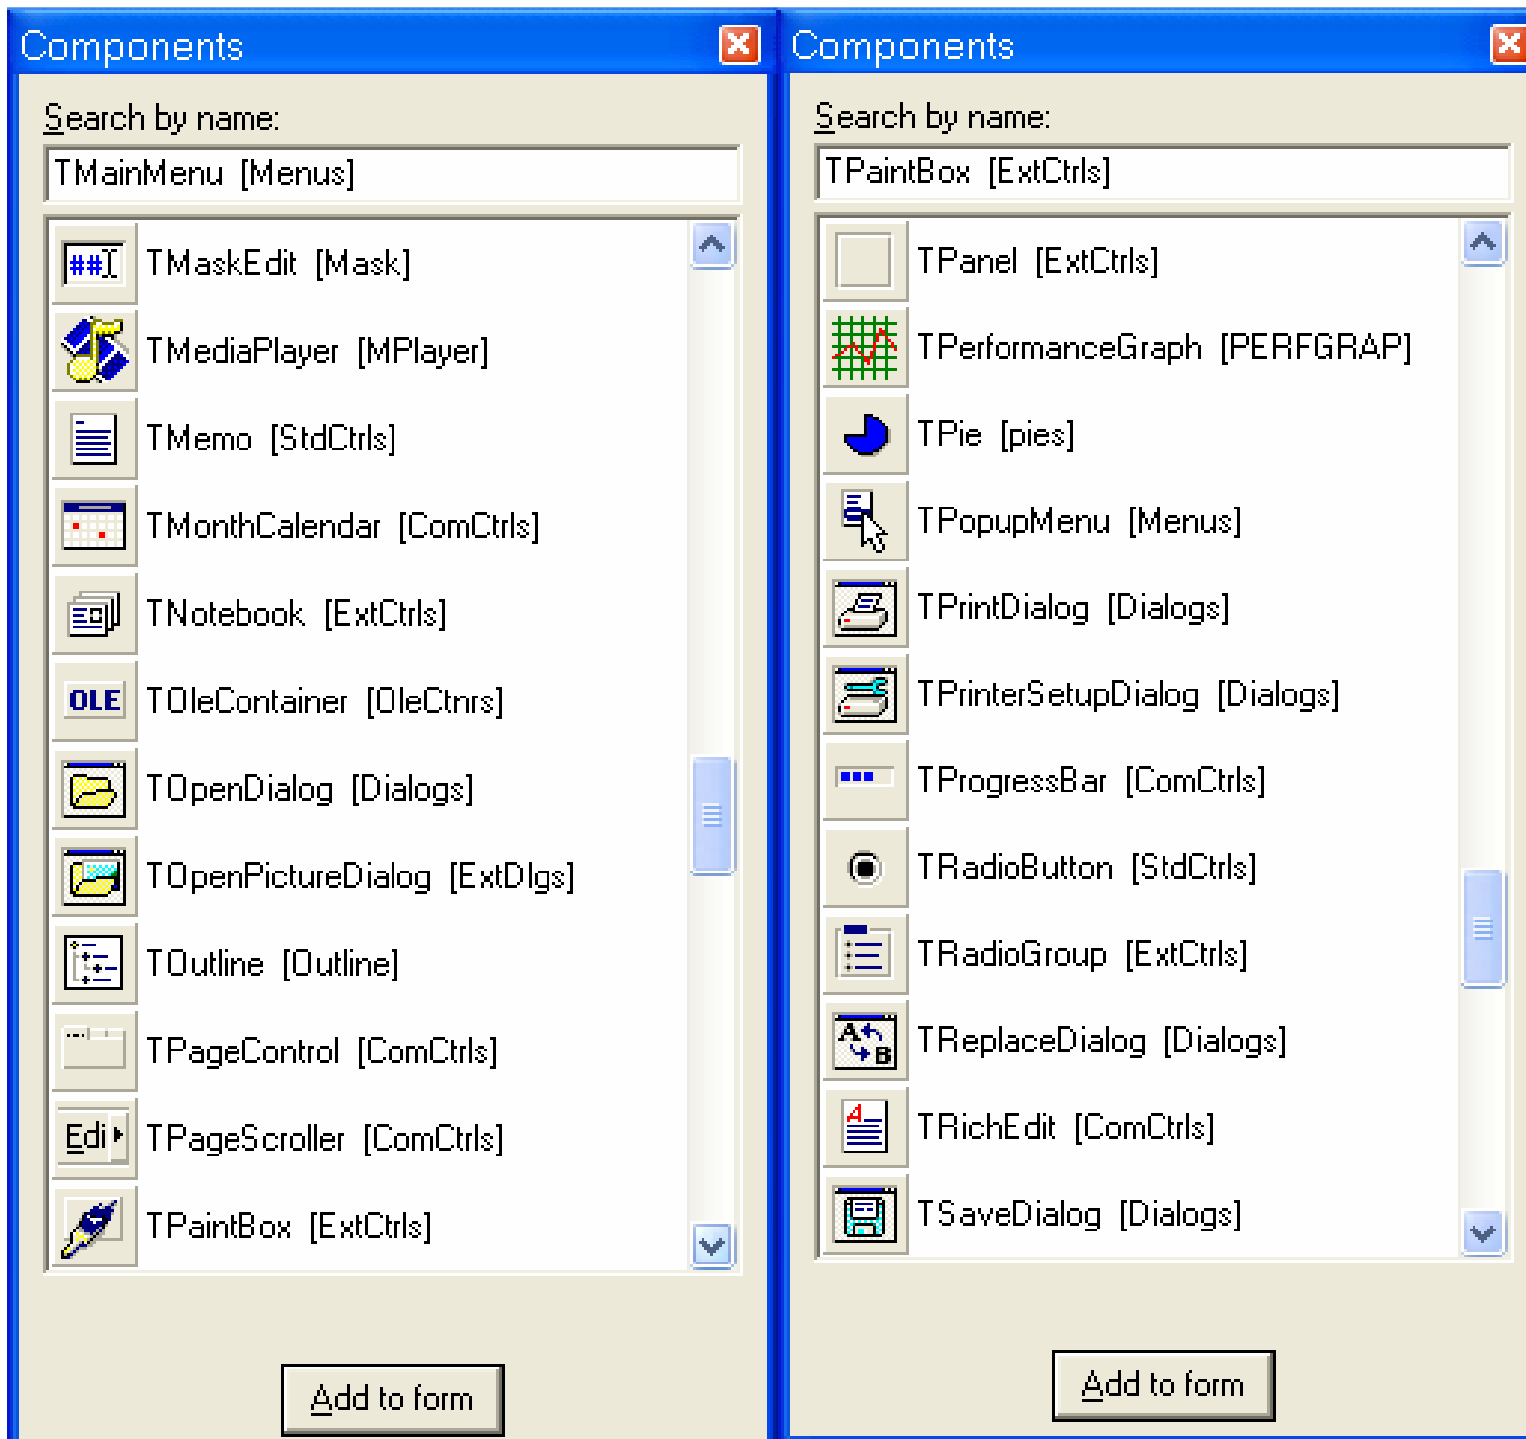 Components
Search by name:
TMainMenu [Menus]
##
TMaskEdit [Mask]
TMediaPlayer [MPlayer]
TMemo [StdCtrls]
TMonthCalendar [ComCtrls]
TNotebook [ExtCtrls]
OLE TOleContainer [OleCtnrs]
TOpenDialog [Dialogs]
TOpenPictureDialog [ExtDlgs]
TOutline [Outline]
TPageControl [ComCtrls]
Edi TPageScroller [ComCtrls]
TPaintBox [ExtCtrls]
Add to form
Components
Search by name:
TPaintBox [ExtCtrls]
TPanel [ExtCtrls]
TPerformanceGraph [PERFGRAP]
TPie [pies]
TPopupMenu [Menus]
TPrintDialog [Dialogs]
TPrinterSetupDialog [Dialogs]
TProgressBar [ComCtrls]
TRadioButton [StdCtrls]
TRadioGroup [ExtCtrls]
A B TReplaceDialog [Dialogs]
A TRichEdit [ComCtrls]
TSaveDialog [Dialogs]
Add to form